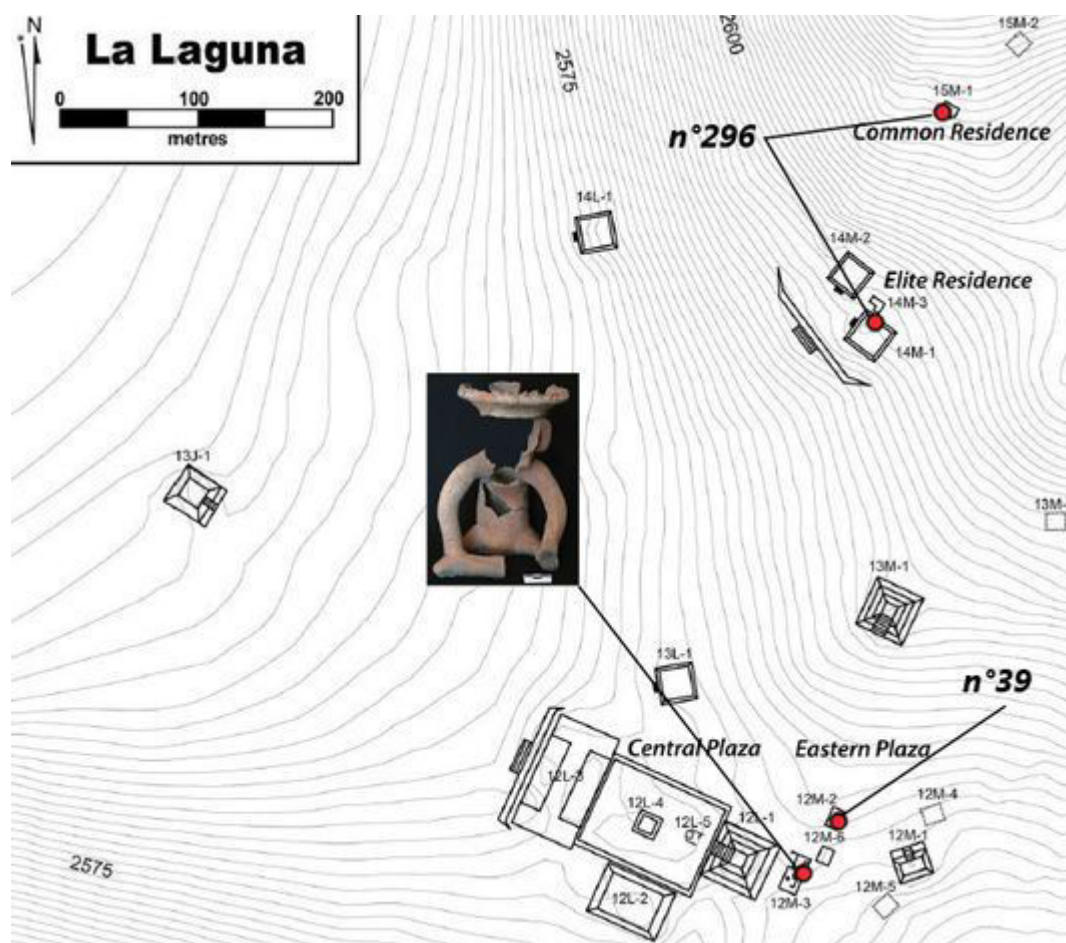 N
La Laguna
0 100 200
metres
2575
2600
15M-2
15M-1
Common Residence
n°296
14L-1
14M-2
Elite Residence
14M-3
14M-1
13J-1
13M-1
13L-1
n°39
Central Plaza
Eastern Plaza
12L-3
12L-4
12L-5
12L-1
12M-2
12M-4
12M-6
12M-1
12L-2
12M-3
12M-5
2575